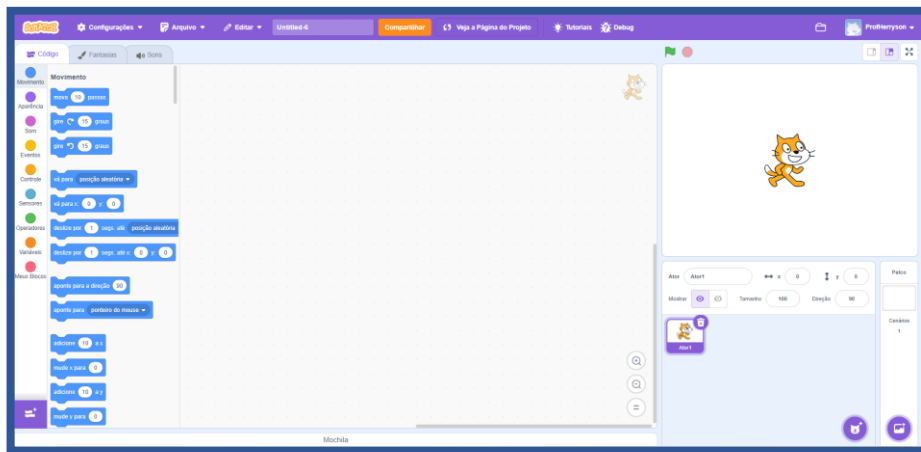 SCRATCH Configurações Arquivo Editar Untitled-6 Compartilhar Veja a Página do Projeto Tutoriais Debug ProfHerryson
Código Fantasias Sons
Movimento
Aparência
Som
Eventos
Controle
Sensores
Operadores
Variáveis
Meus Blocos
Movimento
mova 10 passos
gire 15 graus
gire 15 graus
vá para posição aleatória
vá para x: 0 y: 0
deslize por 1 segs. até posição aleatória
deslize por 1 segs. até x: 0 y: 0
aponte para a direção 90
aponte para ponteiro do mouse
adicione 10 a x
mude x para 0
adicione 10 a y
mude y para 0
Mochila
Ator Ator1 x 0 y 0
Mostrar Tamanho 100 Direção 90
Ator1
Palco
Cenários
1